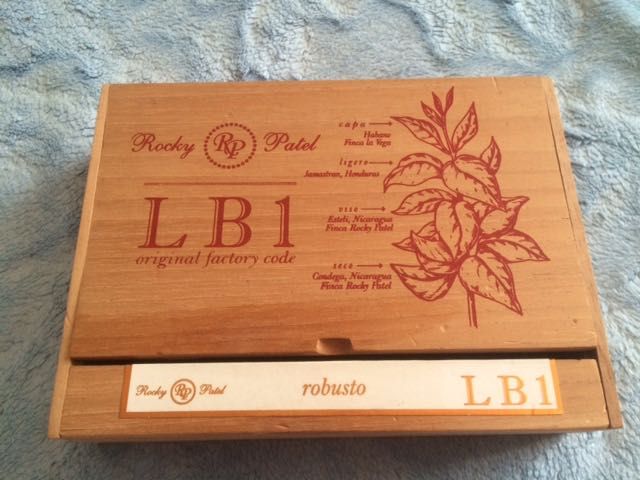 Rocky RP Patel
LB1
original factory code
capa
Habano
Finca la Vega
ligero
Jamastran, Honduras
viso
Esteli, Nicaragua
Finca Rocky Patel
seco
Condega, Nicaragua
Finca Rocky Patel
Rocky RP Patel robusto LB1